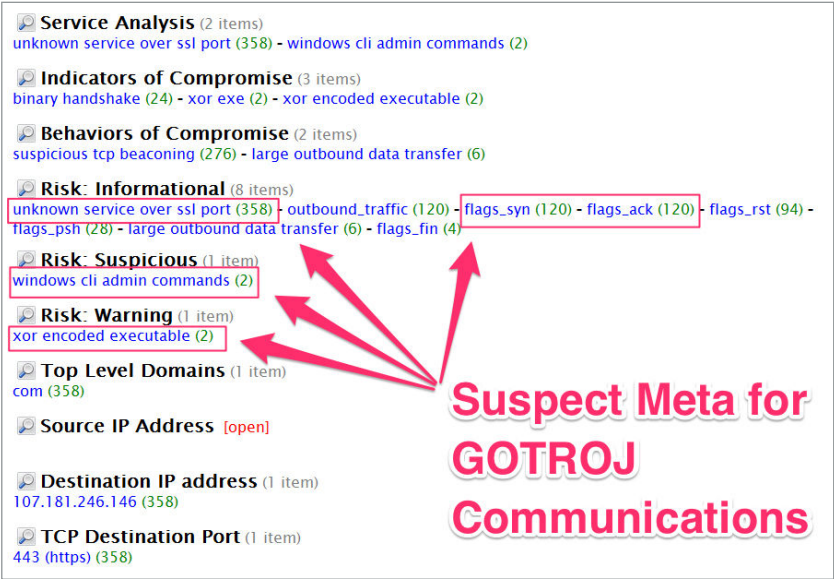 Service Analysis (2 items)
unknown service over ssl port (358) - windows cli admin commands (2)
Indicators of Compromise (3 items)
binary handshake (24) - xor exe (2) - xor encoded executable (2)
Behaviors of Compromise (2 items)
suspicious tcp beaconing (276) - large outbound data transfer (6)
Risk: Informational (8 items)
unknown service over ssl port (358) - outbound_traffic (120) - flags_syn (120) - flags_ack (120) - flags_rst (94) -
flags_psh (28) - large outbound data transfer (6) - flags_fin (4)
Risk: Suspicious (1 item)
windows cli admin commands (2)
Risk: Warning (1 item)
xor encoded executable (2)
Top Level Domains (1 item)
com (358)
Source IP Address [open]
Destination IP address (1 item)
107.181.246.146 (358)
TCP Destination Port (1 item)
443 (https) (358)
Suspect Meta for
GOTROJ
Communications